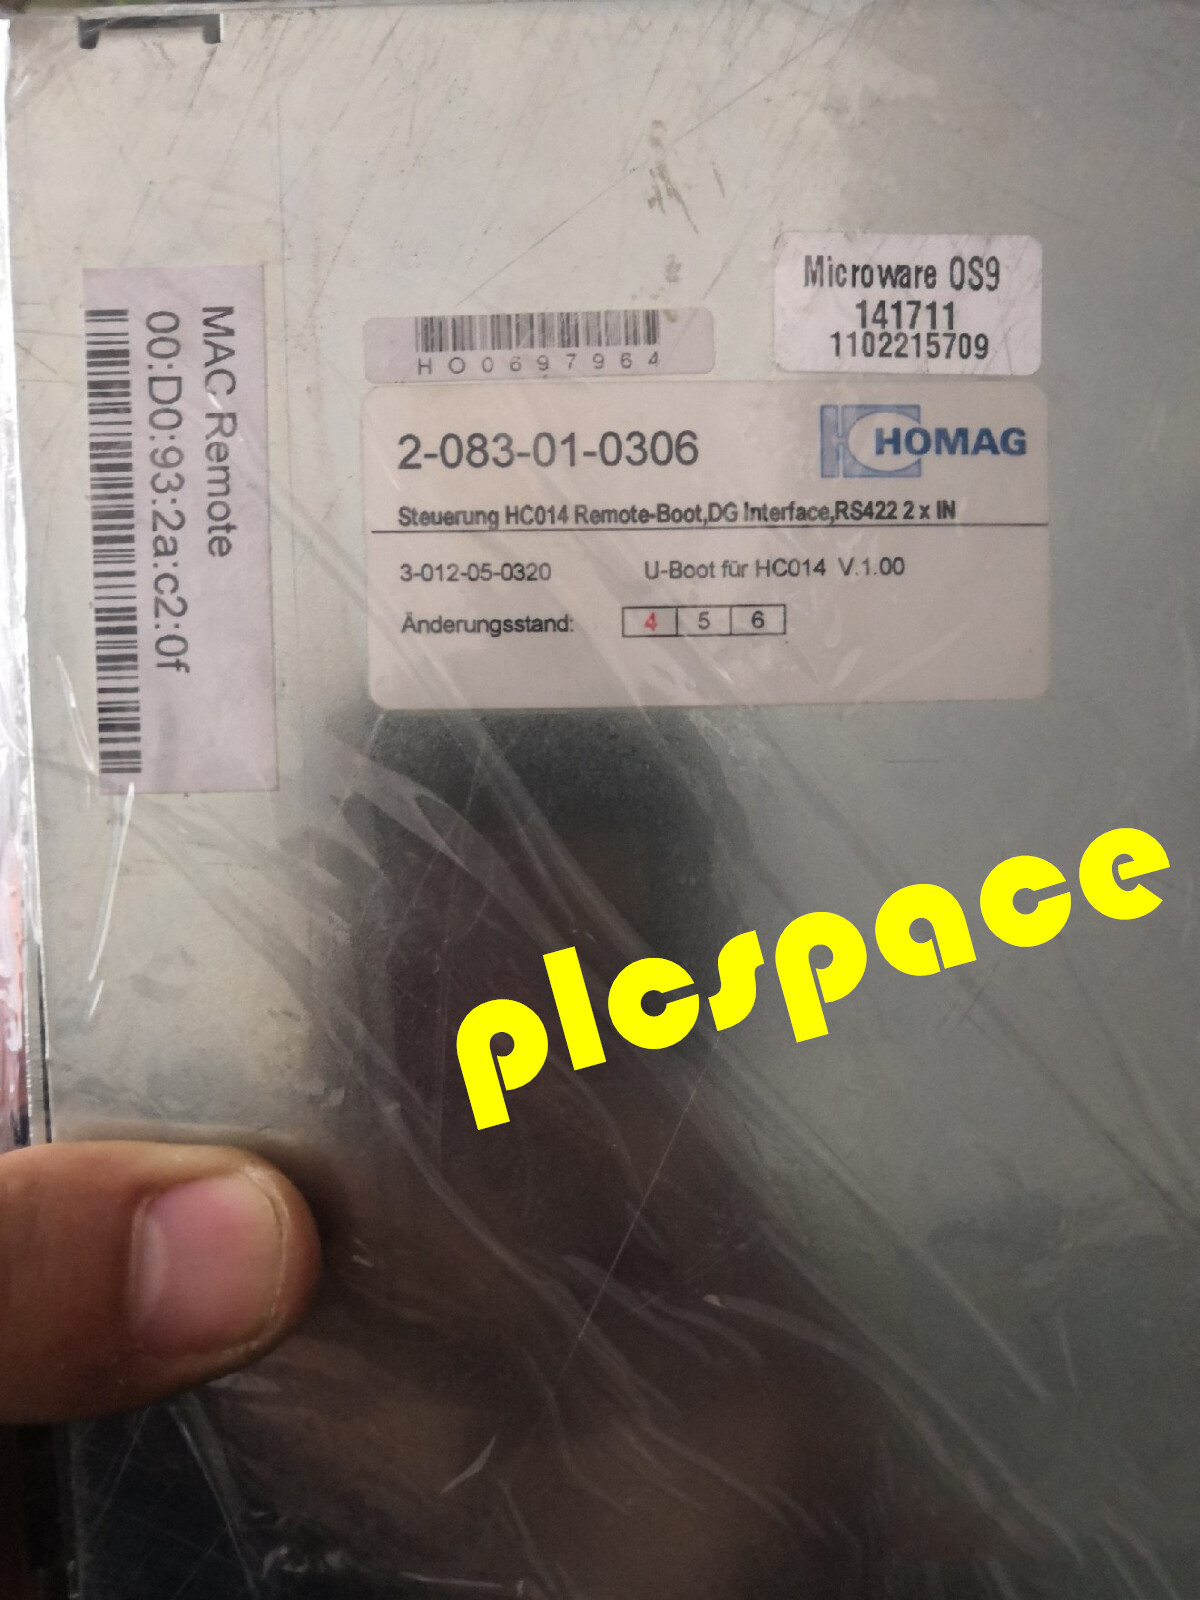 Microware OS9
141711
1102215709
HO0697964
2-083-01-0306
HOMAG
Steuerung HC014 Remote-Boot,DG Interface,RS422 2 x IN
3-012-05-0320 U-Boot für HC014 V.1.00
Änderungsstand: 4 5 6
MAC Remote
00:D0:93:2a:c2:0f
plcspace